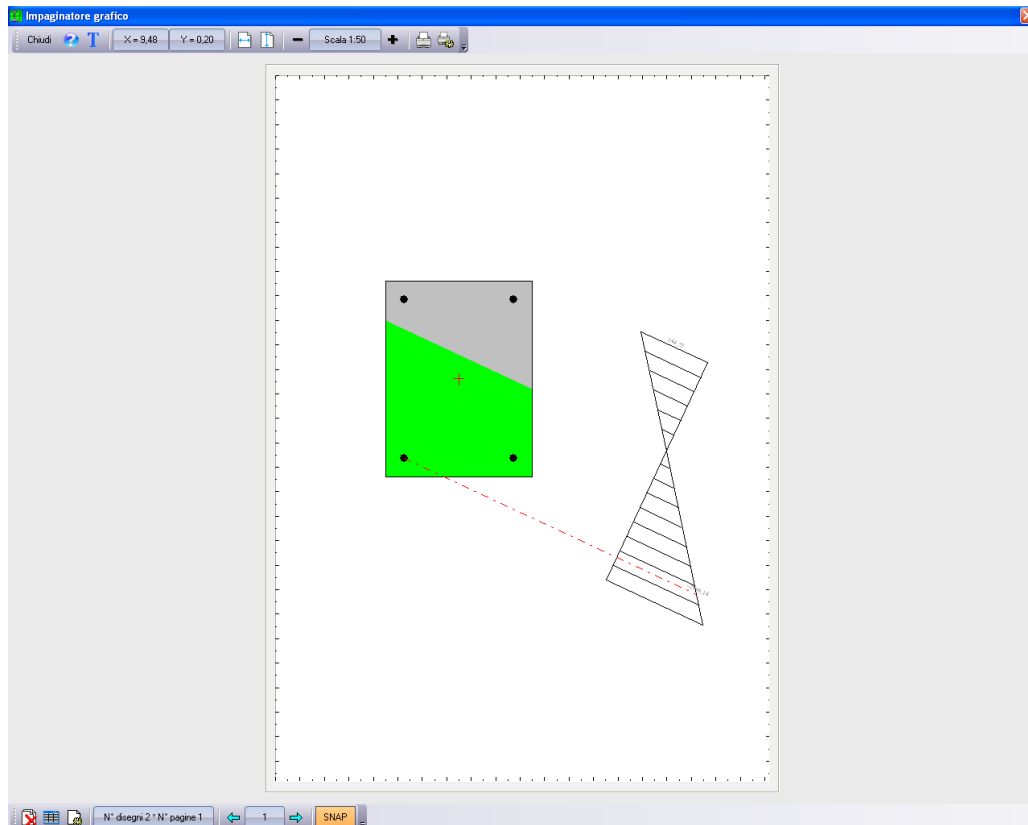 Impaginatore grafico
Chiudi T X = 9,48 Y = 0,20 Scala 1:50
N° disegni 2 * N° pagine 1 1 SNAP